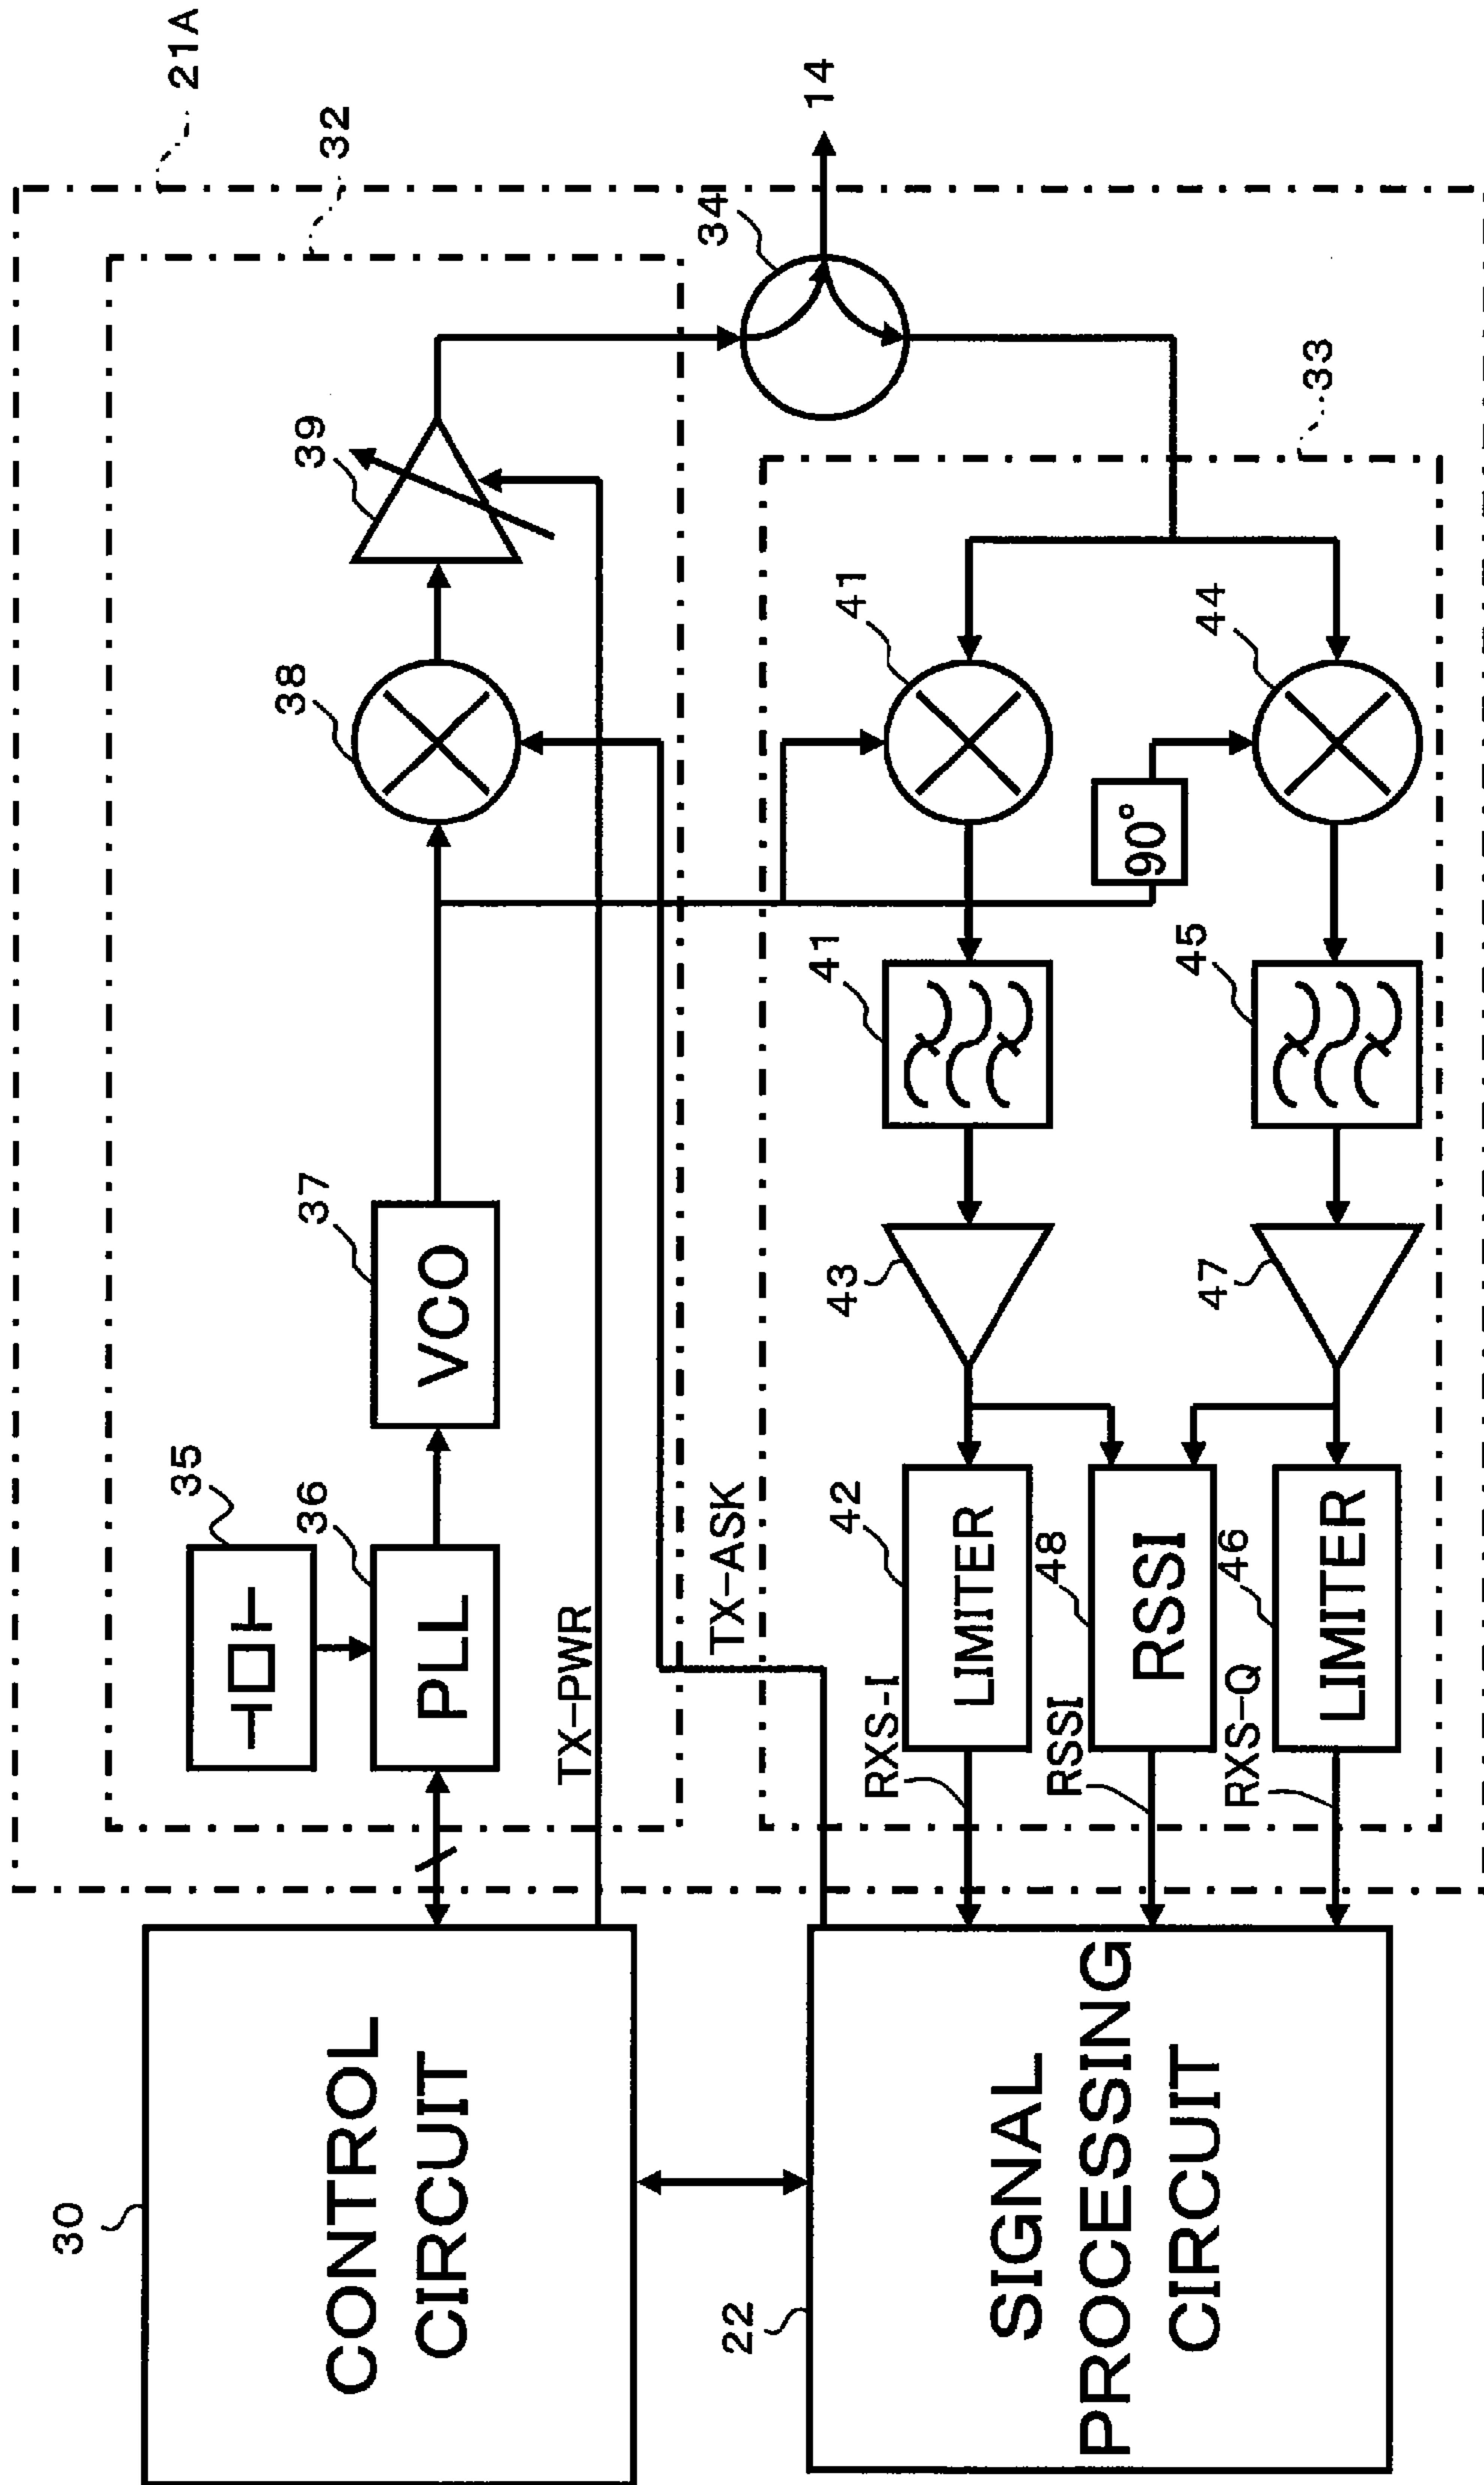 21A
32
14
34
39
33
38
41
44
90°
41
45
37
VCO
43
47
35
36
PLL
TX-PWR
TX-ASK
42
LIMITER
48
RSSI
46
LIMITER
RXS-I
RSSI
RXS-Q
30
CONTROL
CIRCUIT
22
SIGNAL
PROCESSING
CIRCUIT